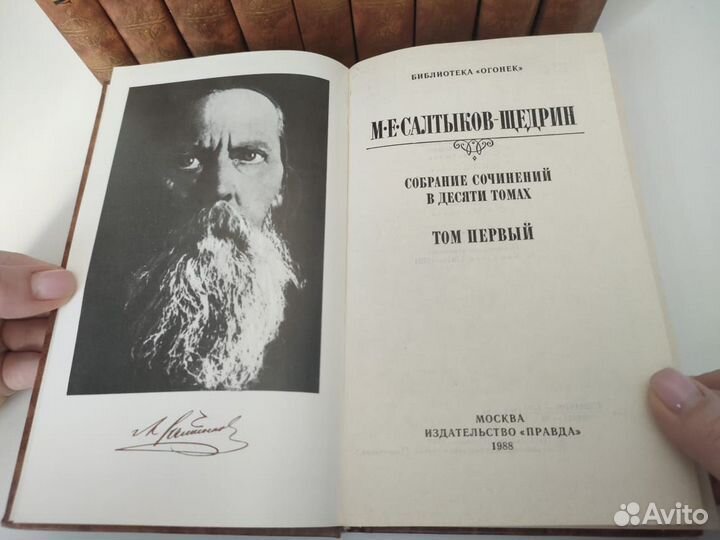 БИБЛИОТЕКА «ОГОНЕК»
М·Е·САЛТЫКОВ-ЩЕДРИН
СОБРАНИЕ СОЧИНЕНИЙ
В ДЕСЯТИ ТОМАХ
ТОМ ПЕРВЫЙ
МОСКВА
ИЗДАТЕЛЬСТВО «ПРАВДА»
1988
Avito